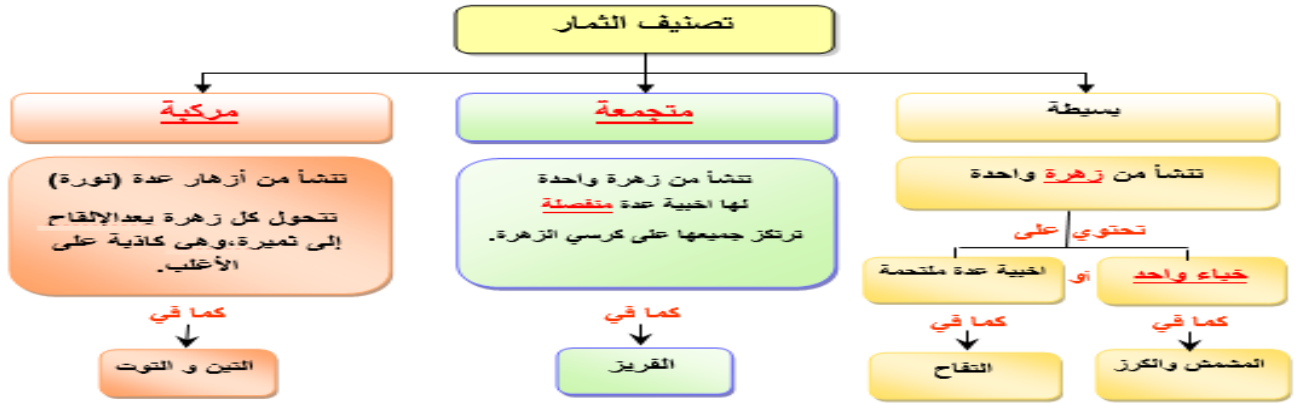 تصنيف الثمار
بسيطة
تنشأ من زهرة واحدة
تحتوي على
خباء واحد
أو
اخبية عدة ملتحمة
كما في
المشمش والكرز
كما في
التفاح
متجمعة
تنشأ من زهرة واحدة
لها اخبية عدة منفصلة
ترتكز جميعها على كرسي الزهرة.
كما في
الفريز
مركبة
تنشأ من أزهار عدة (نورة)
تتحول كل زهرة بعدالإلقاح
إلى ثميرة،وهي كاذبة على
الأغلب.
كما في
التين و التوت